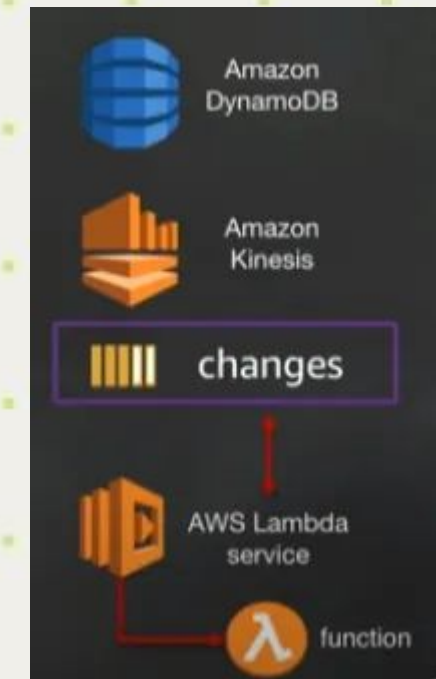 Amazon
DynamoDB
Amazon
Kinesis
changes
AWS Lambda
service
function